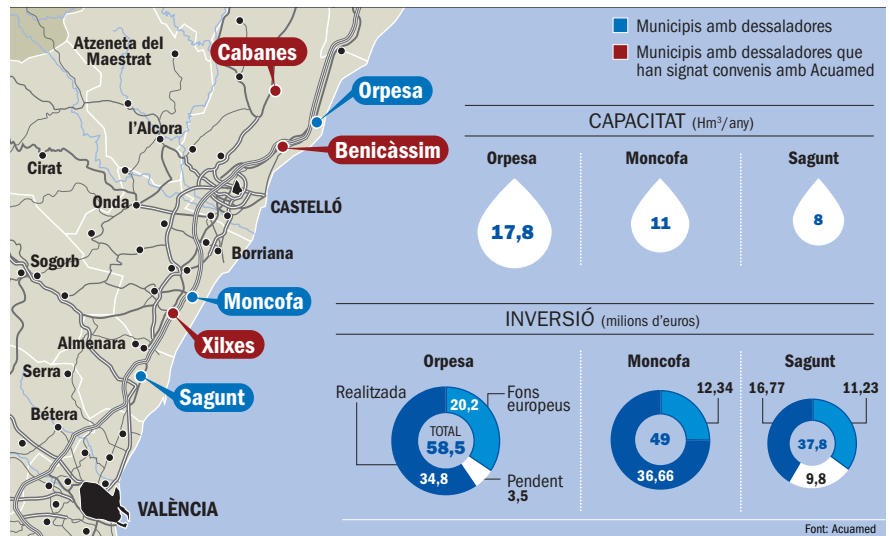 Municipis amb dessaladores
Municipis amb dessaladores que
han signat convenis amb Acuamed
Atzeneta del
Maestrat
Cabanes
Orpesa
l'Alcora
Benicàssim
Cirat
Onda
CASTELLÓ
Borriana
Sogorb
Moncofa
Xilxes
Almenara
Serra
Sagunt
Bétera
VALÈNCIA
CAPACITAT (Hm³/any)
Orpesa
Moncofa
Sagunt
17,8
11
8
INVERSIÓ (milions d'euros)
Orpesa
Moncofa
Sagunt
Realitzada
Fons
europeus
20,2
TOTAL
58,5
34,8
Pendent
3,5
12,34
49
36,66
16,77
11,23
37,8
9,8
Font: Acuamed